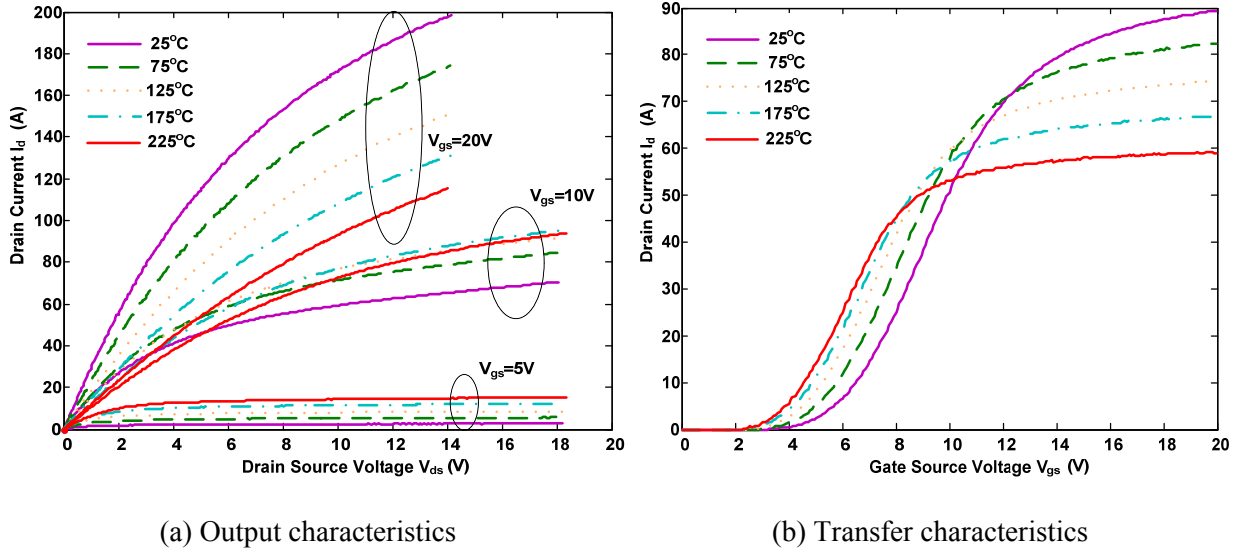 200
180
160
140
120
100
80
60
40
20
0
Drain Current I_d (A)
25°C
75°C
125°C
175°C
225°C
V_gs=20V
V_gs=10V
V_gs=5V
0 2 4 6 8 10 12 14 16 18 20
Drain Source Voltage V_ds (V)
(a) Output characteristics
90
80
70
60
50
40
30
20
10
0
Drain Current I_d (A)
25°C
75°C
125°C
175°C
225°C
0 2 4 6 8 10 12 14 16 18 20
Gate Source Voltage V_gs (V)
(b) Transfer characteristics